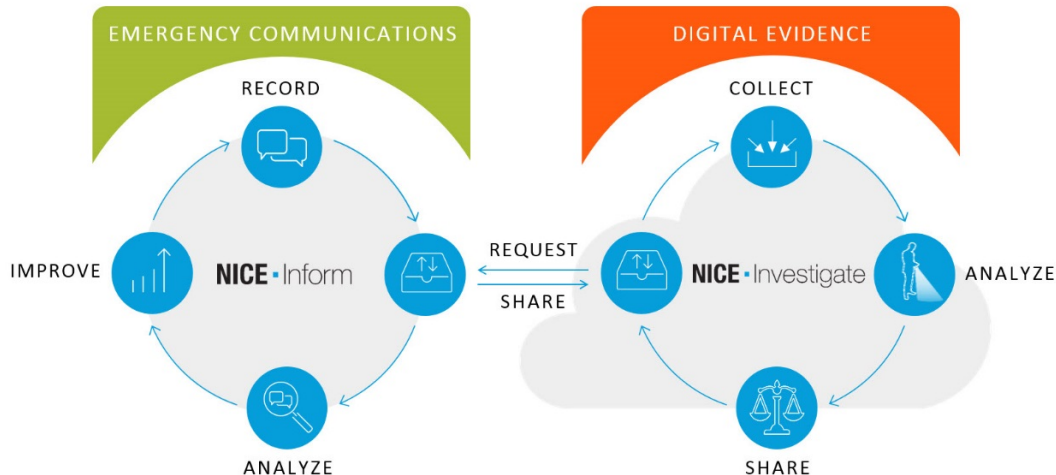 EMERGENCY COMMUNICATIONS
DIGITAL EVIDENCE
RECORD
COLLECT
IMPROVE
NICE·Inform
REQUEST
SHARE
NICE·Investigate
ANALYZE
ANALYZE
SHARE